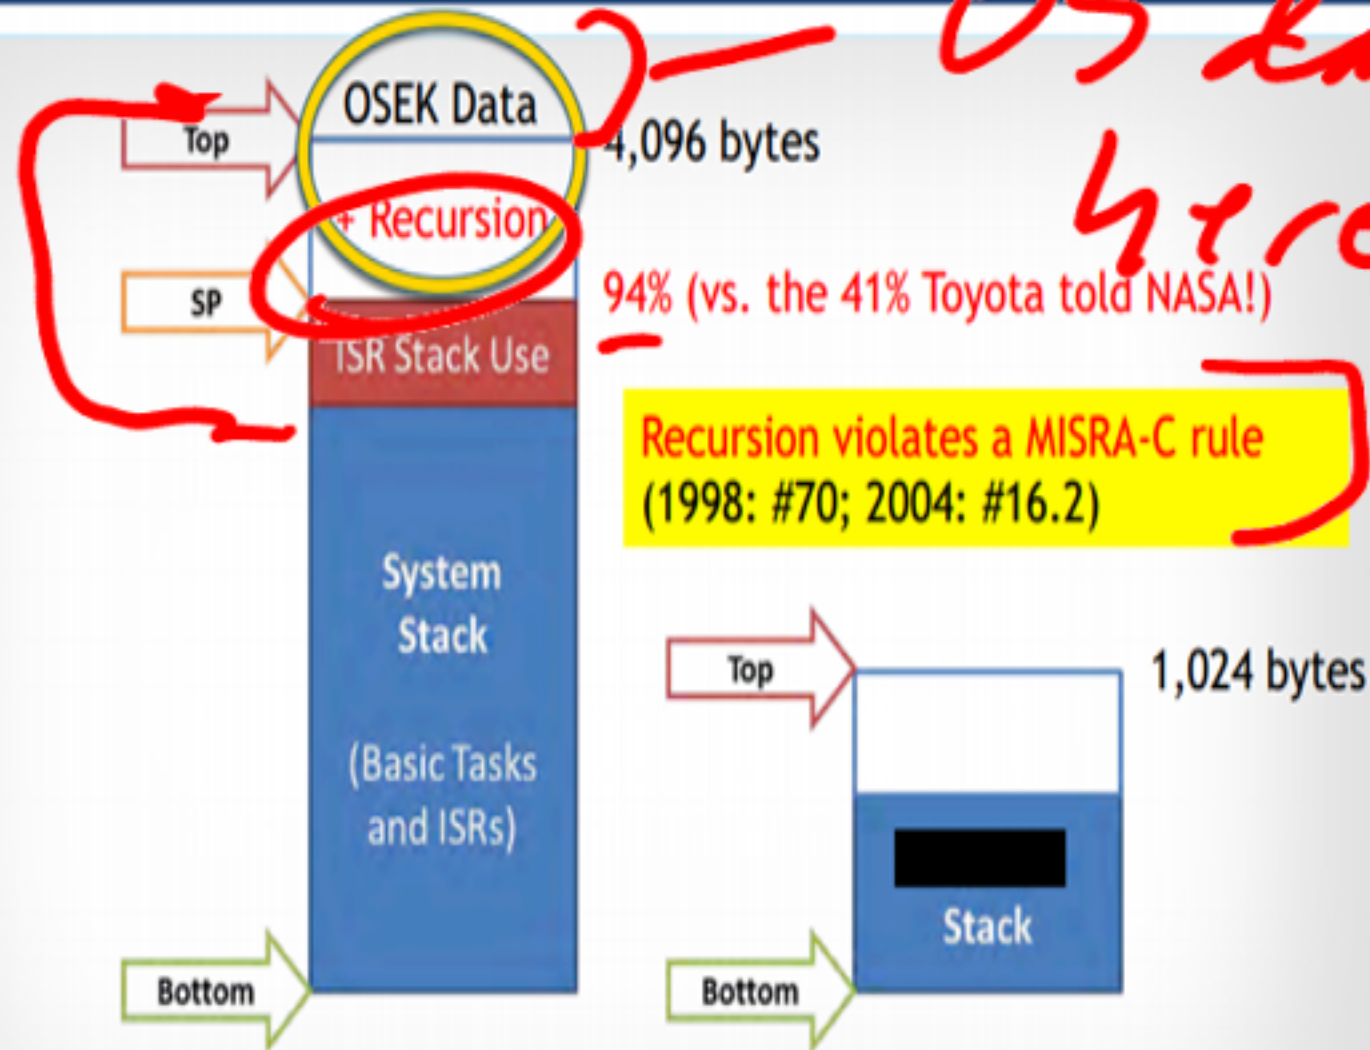 OS
here
OSEK Data
Top
4,096 bytes
+ Recursion
SP
94% (vs. the 41% Toyota told NASA!)
ISR Stack Use
Recursion violates a MISRA-C rule
(1998: #70; 2004: #16.2)
System
Stack
(Basic Tasks
and ISRs)
Bottom
Top
1,024 bytes
Stack
Bottom